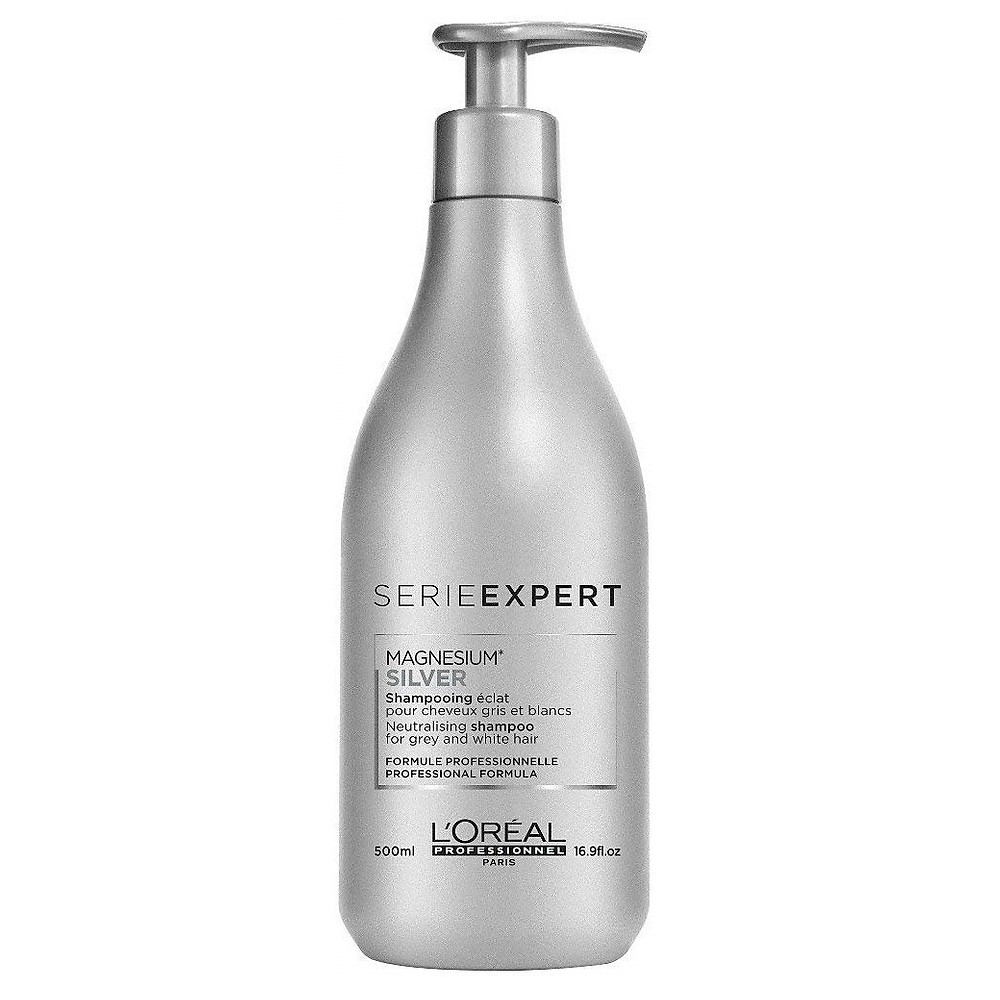 SERIEEXPERT
MAGNESIUM*
SILVER
Shampooing éclat
pour cheveux gris et blancs
Neutralising shampoo
for grey and white hair
FORMULE PROFESSIONNELLE
PROFESSIONAL FORMULA
L'ORÉAL
500ml PROFESSIONNEL 16.9fl.oz
PARIS